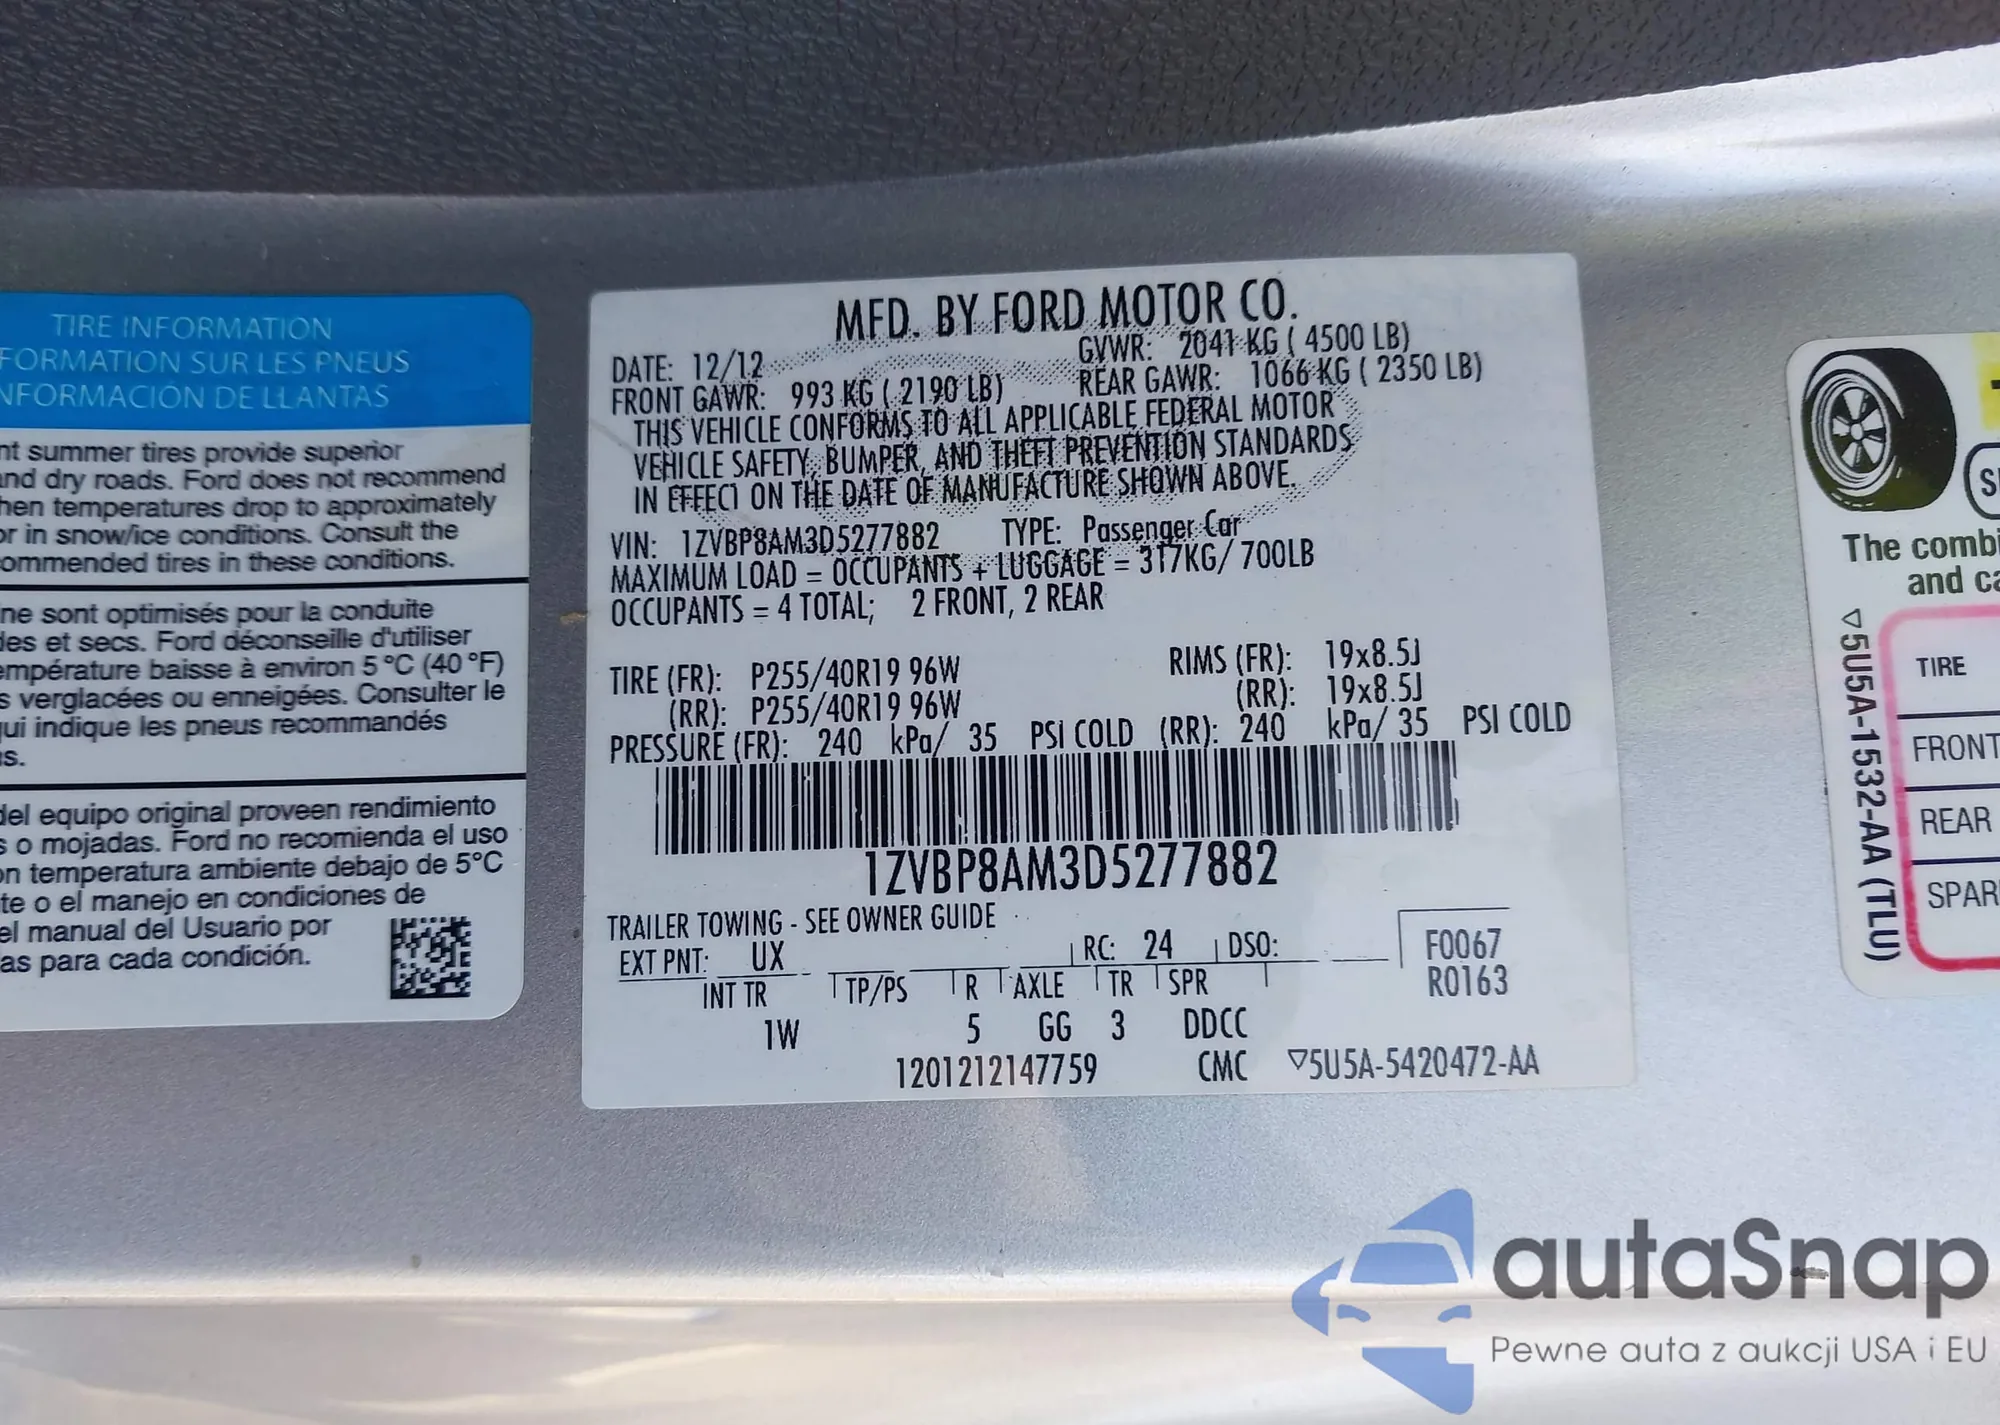 TIRE INFORMATION
FORMATION SUR LES PNEUS
NFORMACIÓN DE LLANTAS
nt summer tires provide superior
and dry roads. Ford does not recommend
hen temperatures drop to approximately
or in snow/ice conditions. Consult the
ommended tires in these conditions.
ne sont optimisés pour la conduite
des et secs. Ford déconseille d'utiliser
empérature baisse à environ 5 °C (40 °F)
s verglacées ou enneigées. Consulter le
qui indique les pneus recommandés
s.
del equipo original proveen rendimiento
s o mojadas. Ford no recomienda el uso
on temperatura ambiente debajo de 5°C
te o el manejo en condiciones de
el manual del Usuario por
as para cada condición.
MFD. BY FORD MOTOR CO.
DATE: 12/12 GVWR: 2041 KG ( 4500 LB)
FRONT GAWR: 993 KG ( 2190 LB) REAR GAWR: 1066 KG ( 2350 LB)
THIS VEHICLE CONFORMS TO ALL APPLICABLE FEDERAL MOTOR
VEHICLE SAFETY, BUMPER, AND THEFT PREVENTION STANDARDS
IN EFFECT ON THE DATE OF MANUFACTURE SHOWN ABOVE.
VIN: 1ZVBP8AM3D5277882 TYPE: Passenger Car
MAXIMUM LOAD = OCCUPANTS + LUGGAGE = 317KG/ 700LB
OCCUPANTS = 4 TOTAL; 2 FRONT, 2 REAR
TIRE (FR): P255/40R19 96W RIMS (FR): 19x8.5J
(RR): P255/40R19 96W (RR): 19x8.5J
PRESSURE (FR): 240 kPa/ 35 PSI COLD (RR): 240 kPa/ 35 PSI COLD
1ZVBP8AM3D5277882
TRAILER TOWING - SEE OWNER GUIDE
EXT PNT: UX RC: 24 DSO: F0067
INT TR TP/PS R AXLE TR SPR R0163
1W 5 GG 3 DDCC
1201212147759 CMC ▽5U5A-5420472-AA
The combi
and ca
▽5U5A-1532-AA (TLU)
TIRE
FRONT
REAR
SPAR
autaSnap
Pewne auta z aukcji USA i EU